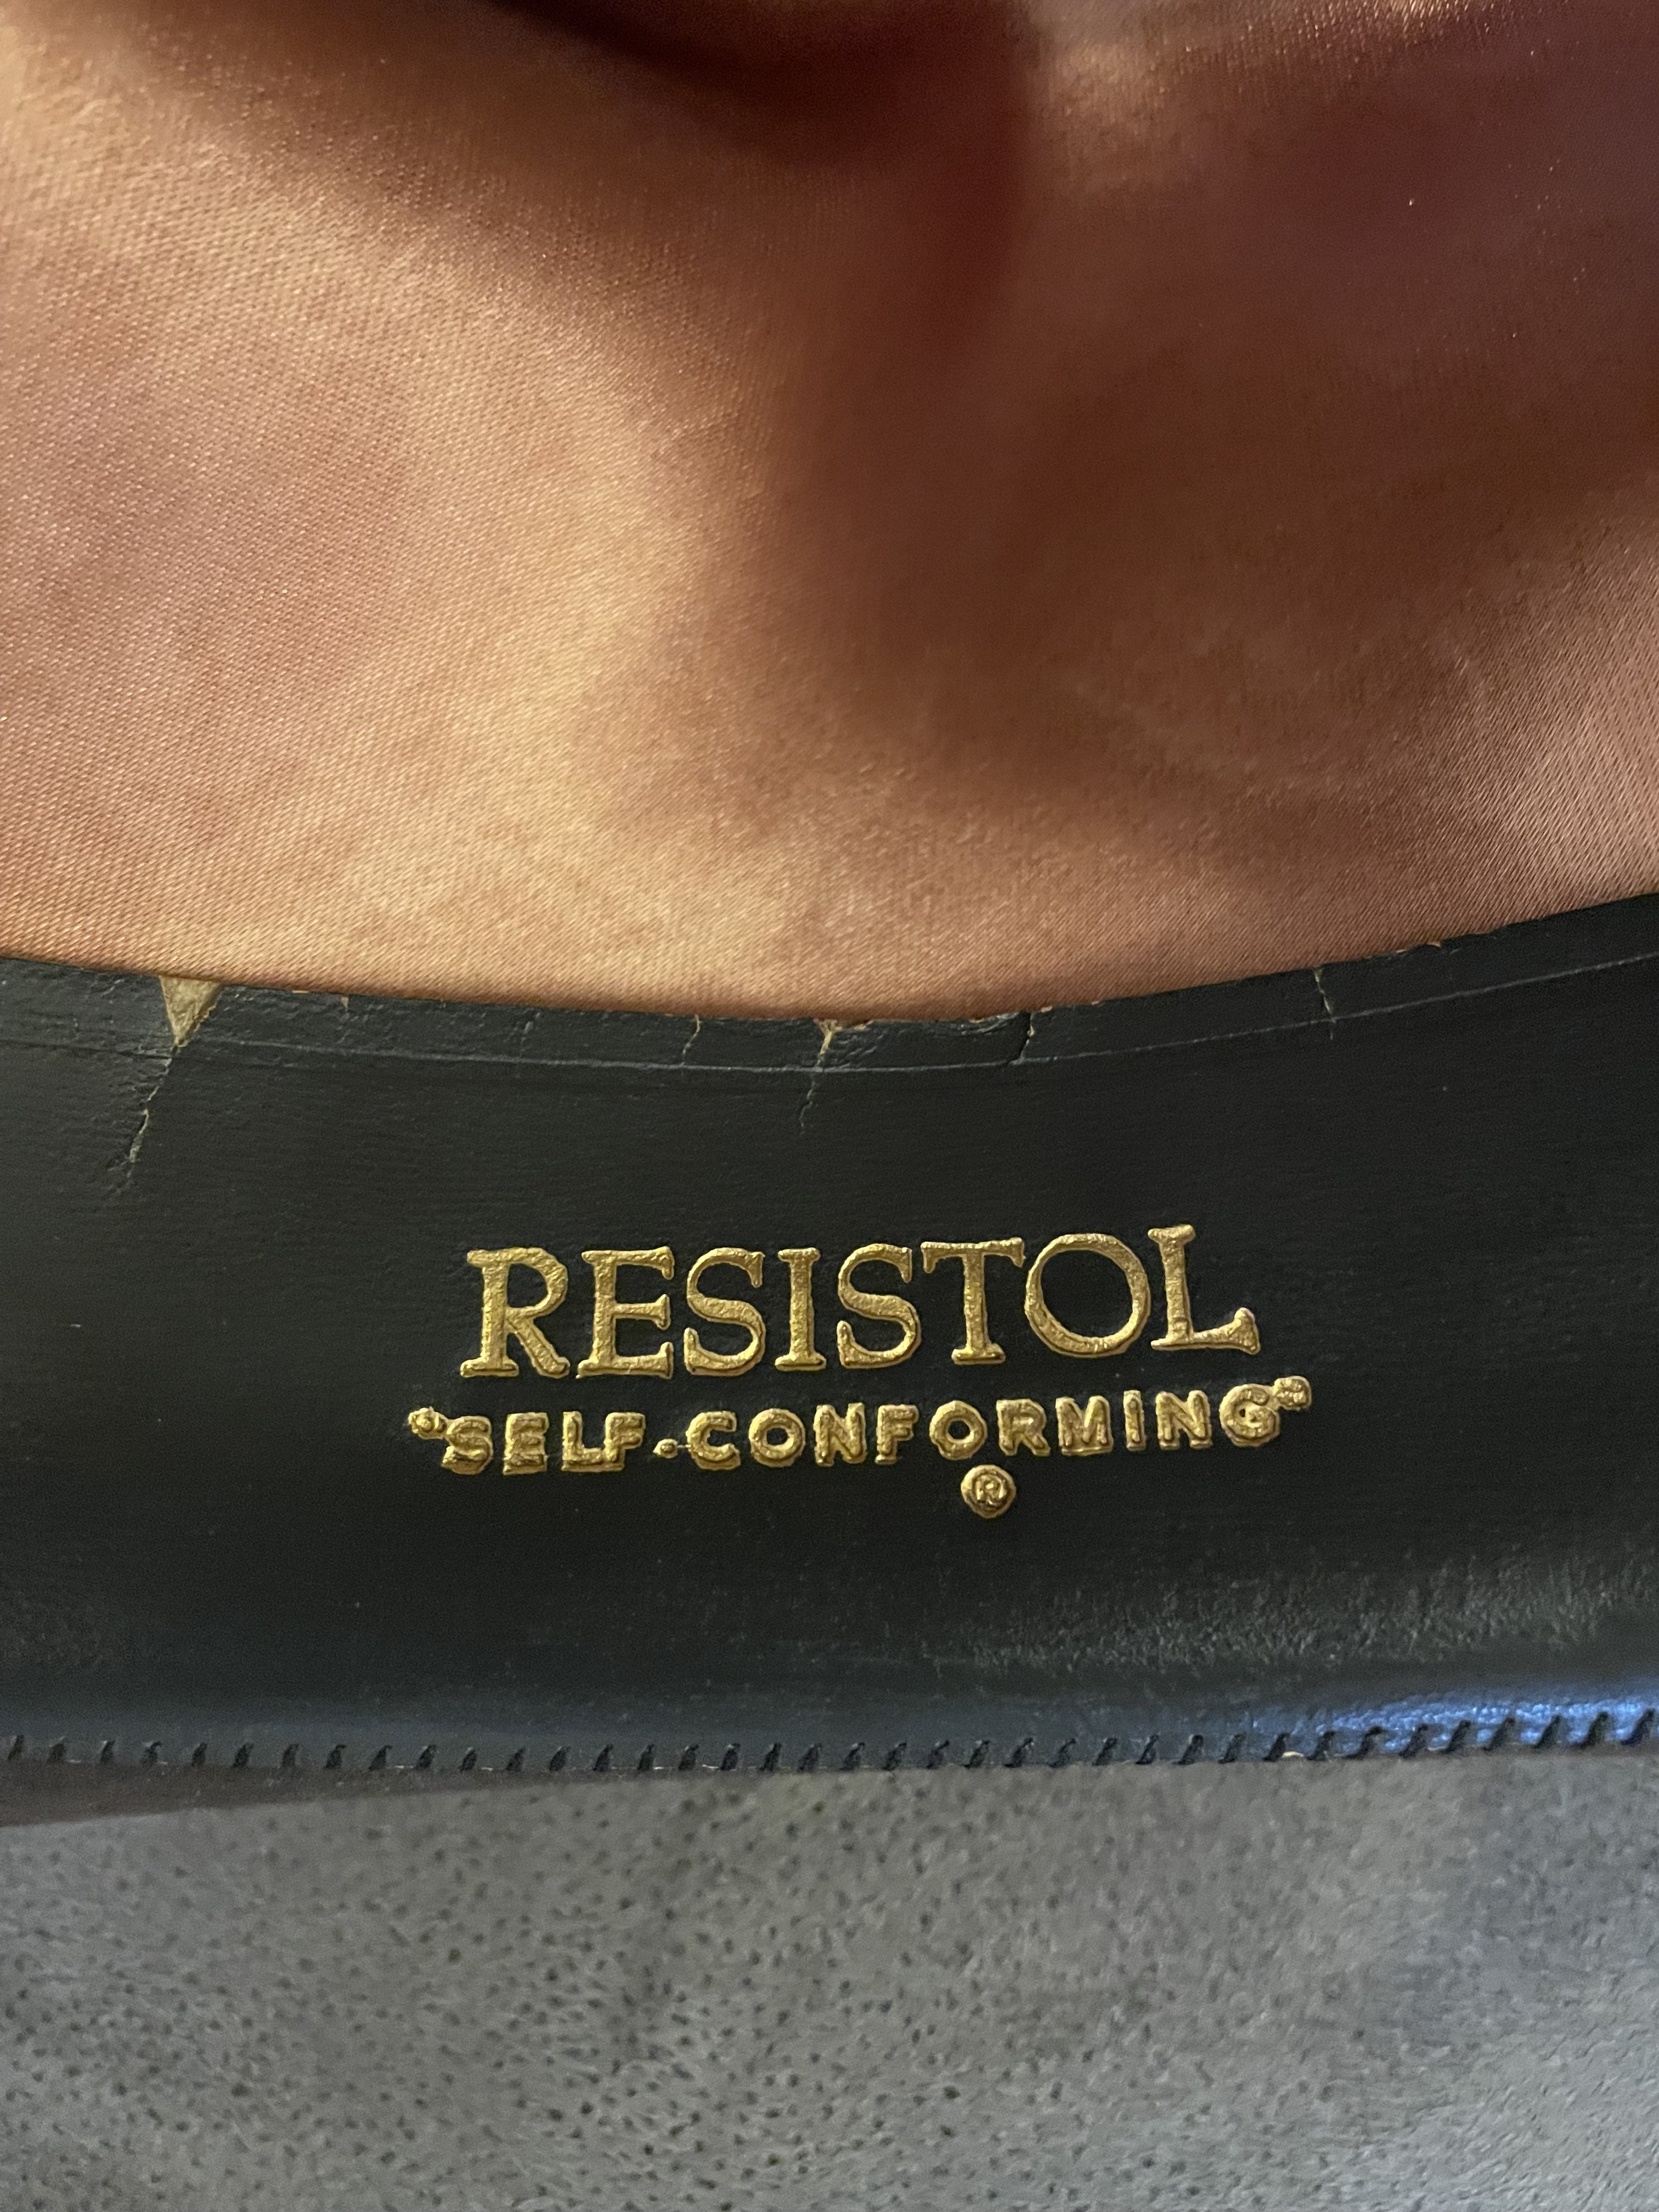 RESISTOL
"SELF-CONFORMING"
®